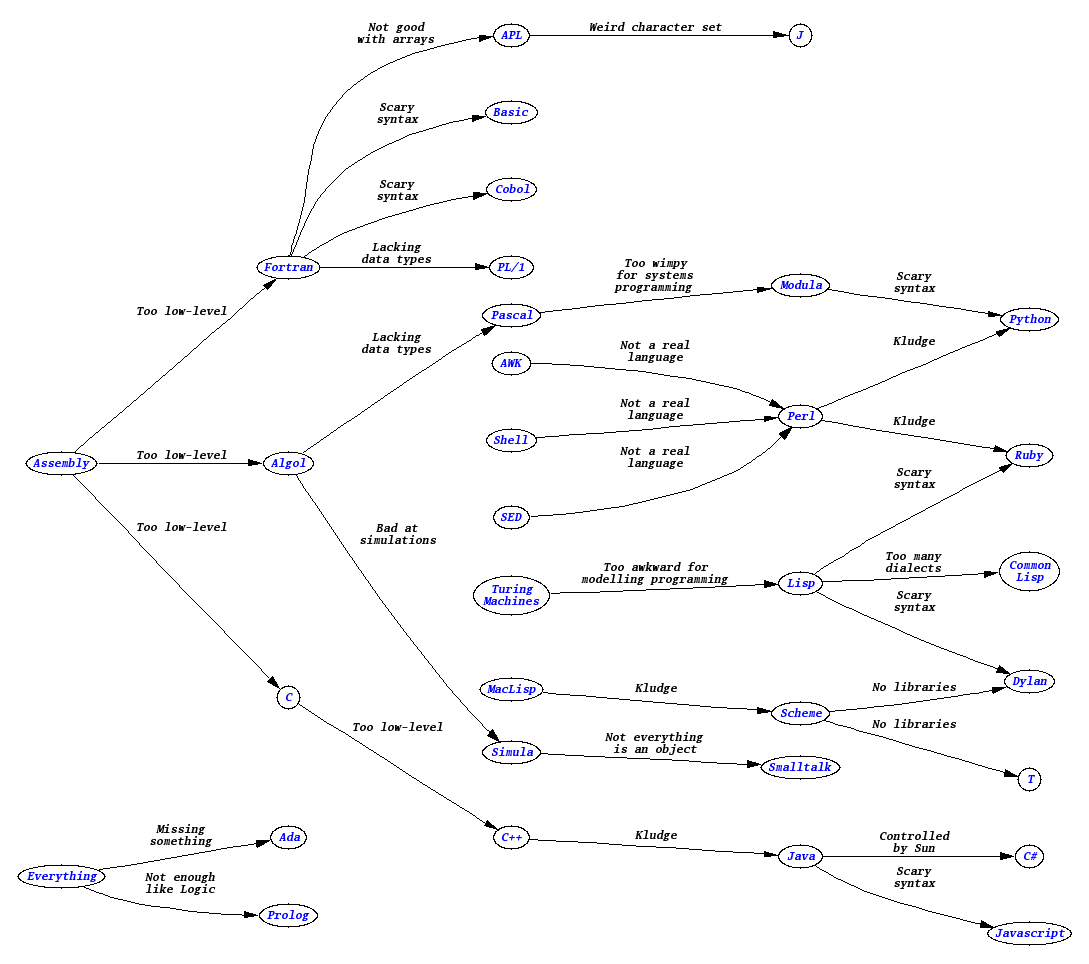 Not good
with arrays
APL
Weird character set
J
Scary
syntax
Basic
Scary
syntax
Cobol
Fortran
Lacking
data types
PL/1
Too low-level
Pascal
Too wimpy
for systems
programming
Modula
Scary
syntax
Python
Lacking
data types
AWK
Not a real
language
Kludge
Shell
Not a real
language
Perl
Kludge
Ruby
Assembly
Too low-level
Algol
Not a real
language
Scary
syntax
SED
Too low-level
Bad at
simulations
Turing
Machines
Too awkward for
modelling programming
Lisp
Too many
dialects
Common
Lisp
Scary
syntax
Dylan
MacLisp
Kludge
Scheme
No libraries
No libraries
T
C
Too low-level
Simula
Not everything
is an object
Smalltalk
C++
Kludge
Java
Controlled
by Sun
C#
Scary
syntax
Javascript
Everything
Missing
something
Ada
Not enough
like Logic
Prolog